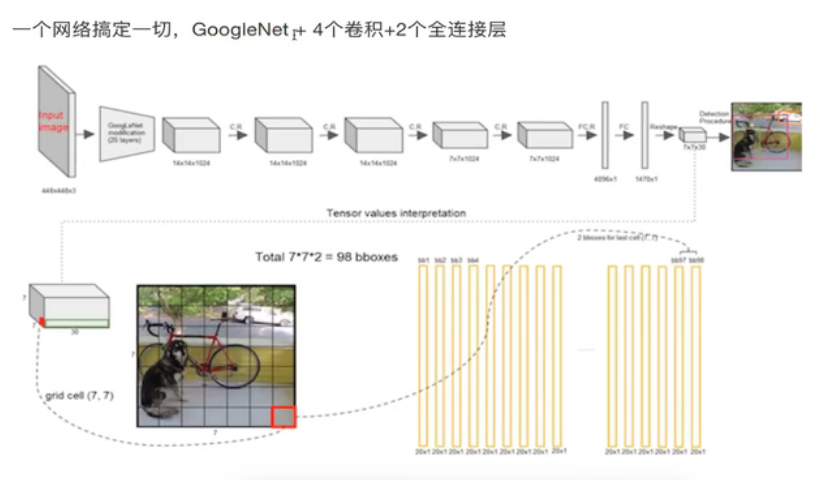 一个网络搞定一切，GoogleNet + 4个卷积+2个全连接层
Input
image
GoogLeNet
modification
(20 layers)
C,R
C,R
C,R
C,R
FC,R
FC
Reshape
Detection
Procedure
448x448x3
14x14x1024
14x14x1024
14x14x1024
7x7x1024
7x7x1024
4096x1
1470x1
7x7x30
Tensor values interpretation
2 bboxes for last cell (7, 7)
Total 7*7*2 = 98 bboxes
bb1 bb2 bb3 bb4
bb97 bb98
7
7
30
7
7
grid cell (7, 7)
20x1 20x1 20x1 20x1 20x1 20x1 20x1 20x1 20x1
20x1 20x1 20x1 20x1 20x1 20x1